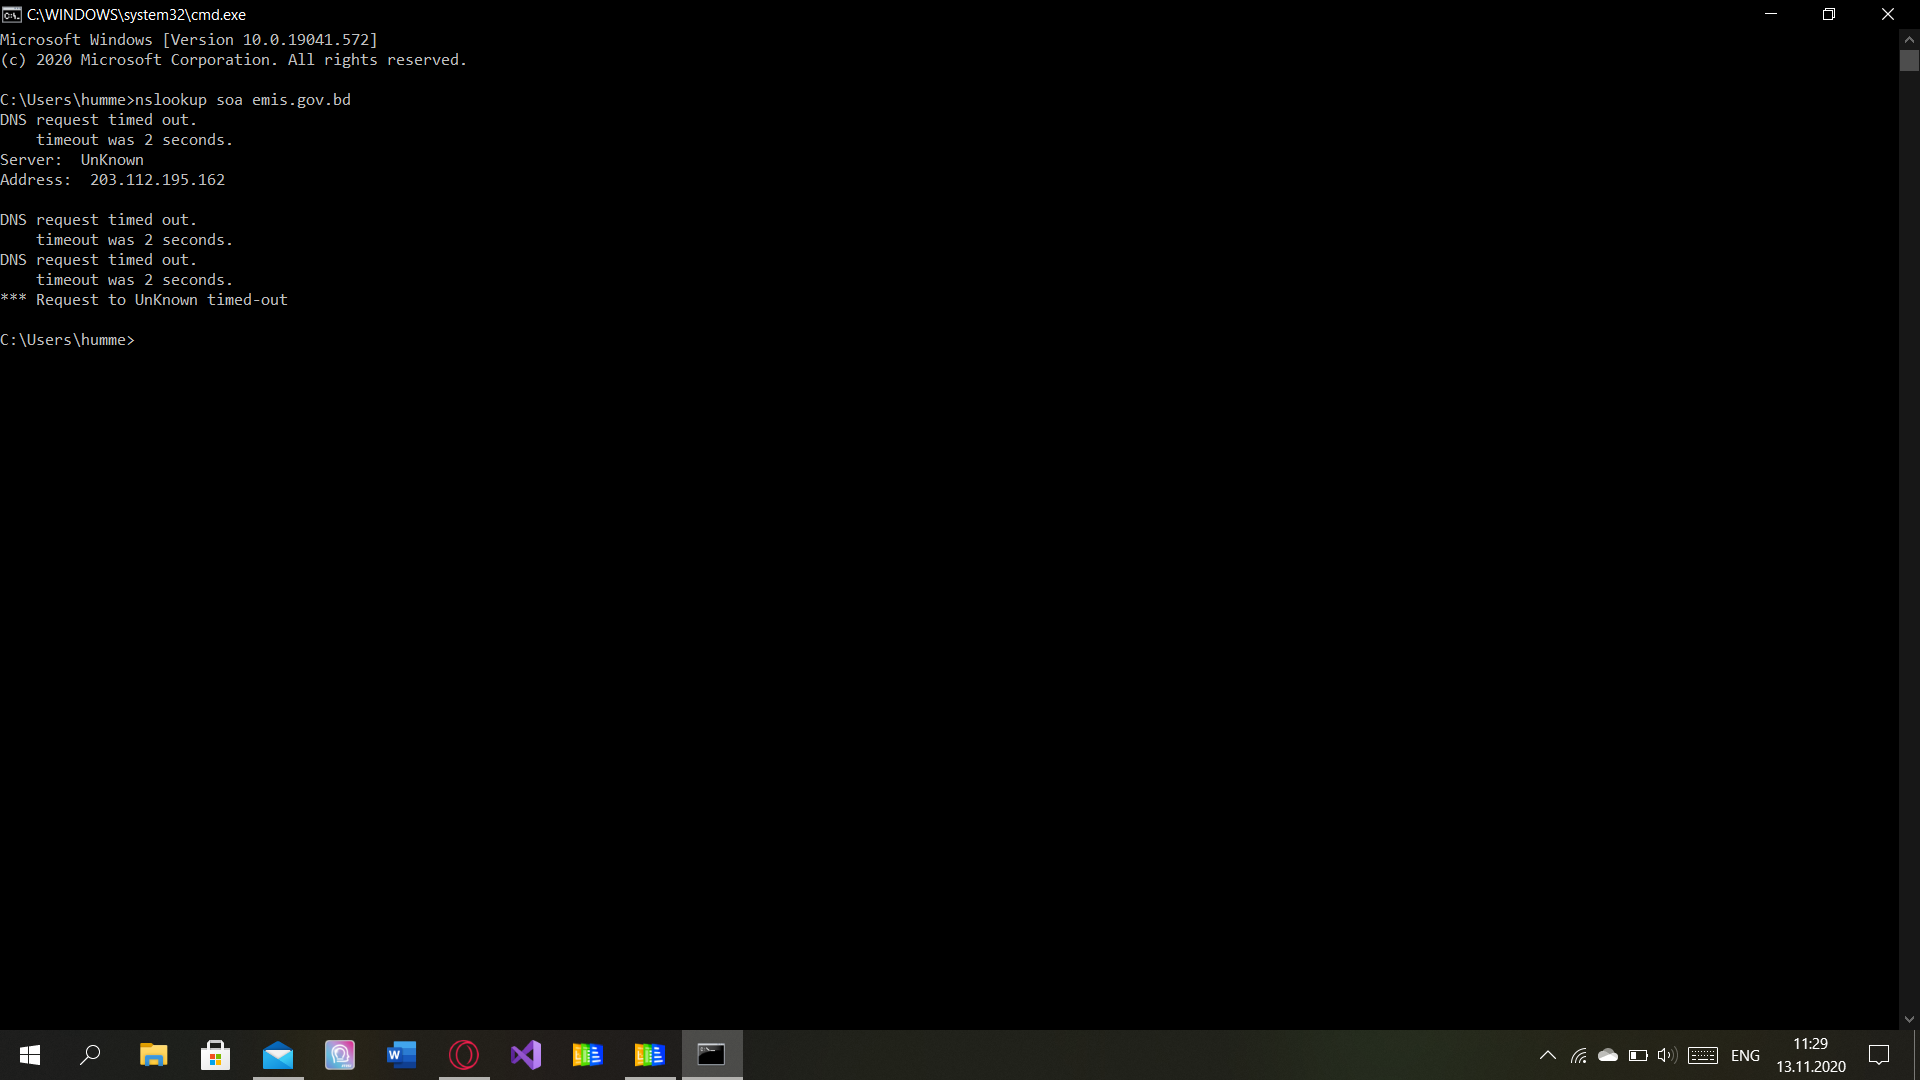 C:\WINDOWS\system32\cmd.exe
Microsoft Windows [Version 10.0.19041.572]
(c) 2020 Microsoft Corporation. All rights reserved.
C:\Users\humme>nslookup soa emis.gov.bd
DNS request timed out.
    timeout was 2 seconds.
Server:  UnKnown
Address:  203.112.195.162
DNS request timed out.
    timeout was 2 seconds.
DNS request timed out.
    timeout was 2 seconds.
*** Request to UnKnown timed-out
C:\Users\humme>
ENG
11:29
13.11.2020